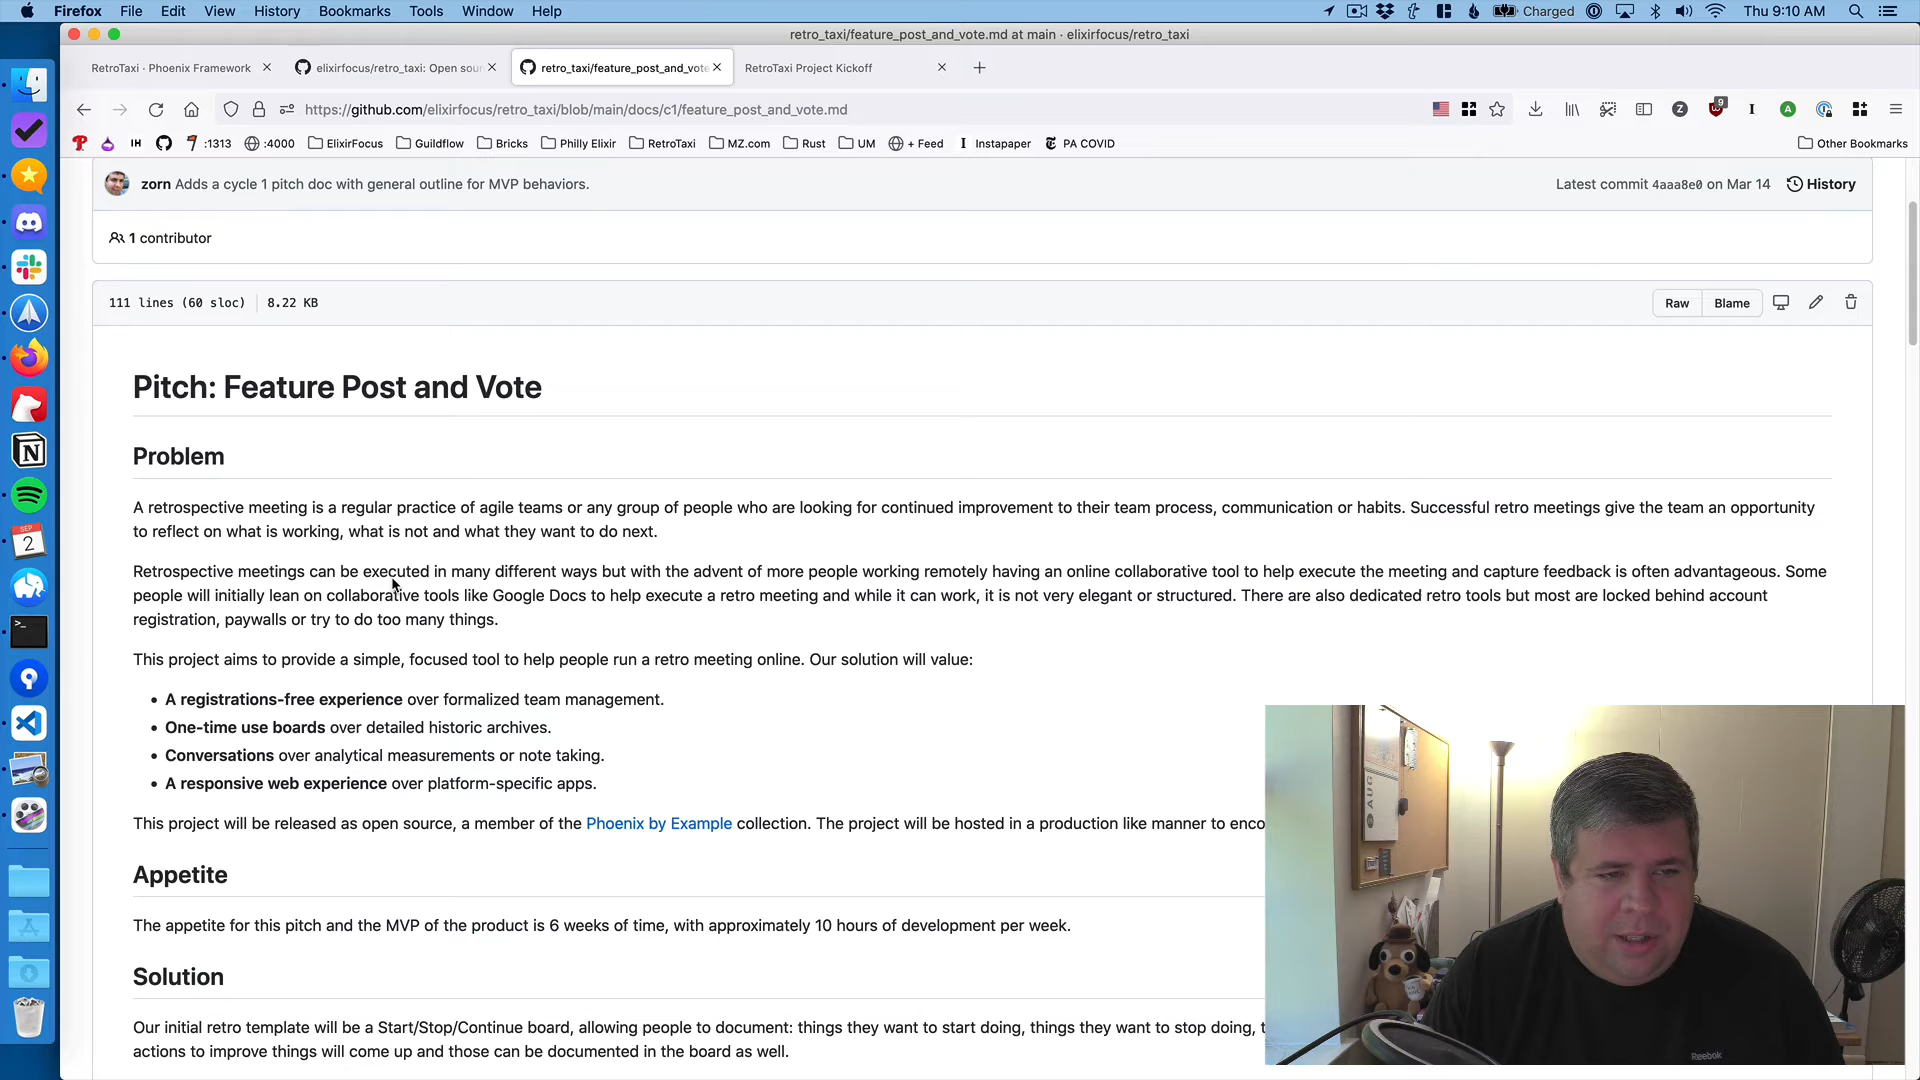 Firefox File Edit View History Bookmarks Tools Window Help Charged Thu 9:10 AM
retro_taxi/feature_post_and_vote.md at main · elixirfocus/retro_taxi
RetroTaxi · Phoenix Framework elixirfocus/retro_taxi: Open sour retro_taxi/feature_post_and_vote RetroTaxi Project Kickoff
https://github.com/elixirfocus/retro_taxi/blob/main/docs/c1/feature_post_and_vote.md 9
IH :1313 :4000 ElixirFocus Guildflow Bricks Philly Elixir RetroTaxi MZ.com Rust UM + Feed Instapaper PA COVID Other Bookmarks
zorn Adds a cycle 1 pitch doc with general outline for MVP behaviors. Latest commit 4aaa8e0 on Mar 14 History
1 contributor
111 lines (60 sloc) 8.22 KB Raw Blame
Pitch: Feature Post and Vote
Problem
A retrospective meeting is a regular practice of agile teams or any group of people who are looking for continued improvement to their team process, communication or habits. Successful retro meetings give the team an opportunity
to reflect on what is working, what is not and what they want to do next.
Retrospective meetings can be executed in many different ways but with the advent of more people working remotely having an online collaborative tool to help execute the meeting and capture feedback is often advantageous. Some
people will initially lean on collaborative tools like Google Docs to help execute a retro meeting and while it can work, it is not very elegant or structured. There are also dedicated retro tools but most are locked behind account
registration, paywalls or try to do too many things.
This project aims to provide a simple, focused tool to help people run a retro meeting online. Our solution will value:
• A registrations-free experience over formalized team management.
• One-time use boards over detailed historic archives.
• Conversations over analytical measurements or note taking.
• A responsive web experience over platform-specific apps.
This project will be released as open source, a member of the Phoenix by Example collection. The project will be hosted in a production like manner to enco
Appetite
The appetite for this pitch and the MVP of the product is 6 weeks of time, with approximately 10 hours of development per week.
Solution
Our initial retro template will be a Start/Stop/Continue board, allowing people to document: things they want to start doing, things they want to stop doing, t
actions to improve things will come up and those can be documented in the board as well.
SEP
2
AUG
Reebok